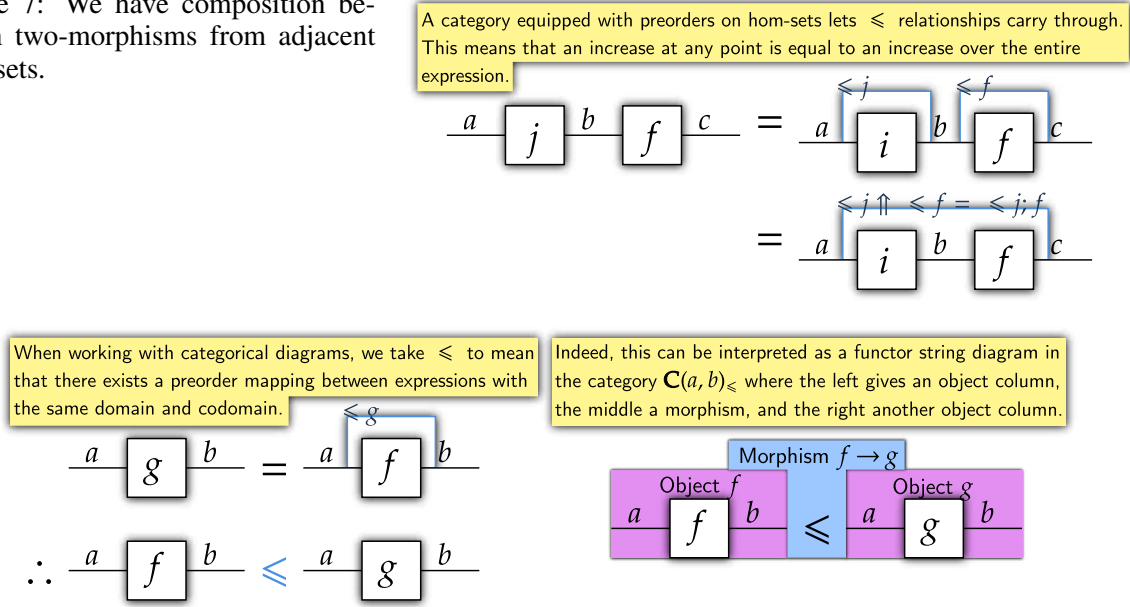 e 7: We have composition be-
n two-morphisms from adjacent
sets.
A category equipped with preorders on hom-sets lets ⩽ relationships carry through.
This means that an increase at any point is equal to an increase over the entire
expression.
a j b f c = a ⩽ j i b ⩽ f f c
= a ⩽ j ⇑ ⩽ f = ⩽ j; f i b f c
When working with categorical diagrams, we take ⩽ to mean
that there exists a preorder mapping between expressions with
the same domain and codomain.
a g b = a ⩽ g f b
∴ a f b ⩽ a g b
Indeed, this can be interpreted as a functor string diagram in
the category C(a, b)⩽ where the left gives an object column,
the middle a morphism, and the right another object column.
Morphism f → g
Object f Object g
a f b ⩽ a g b